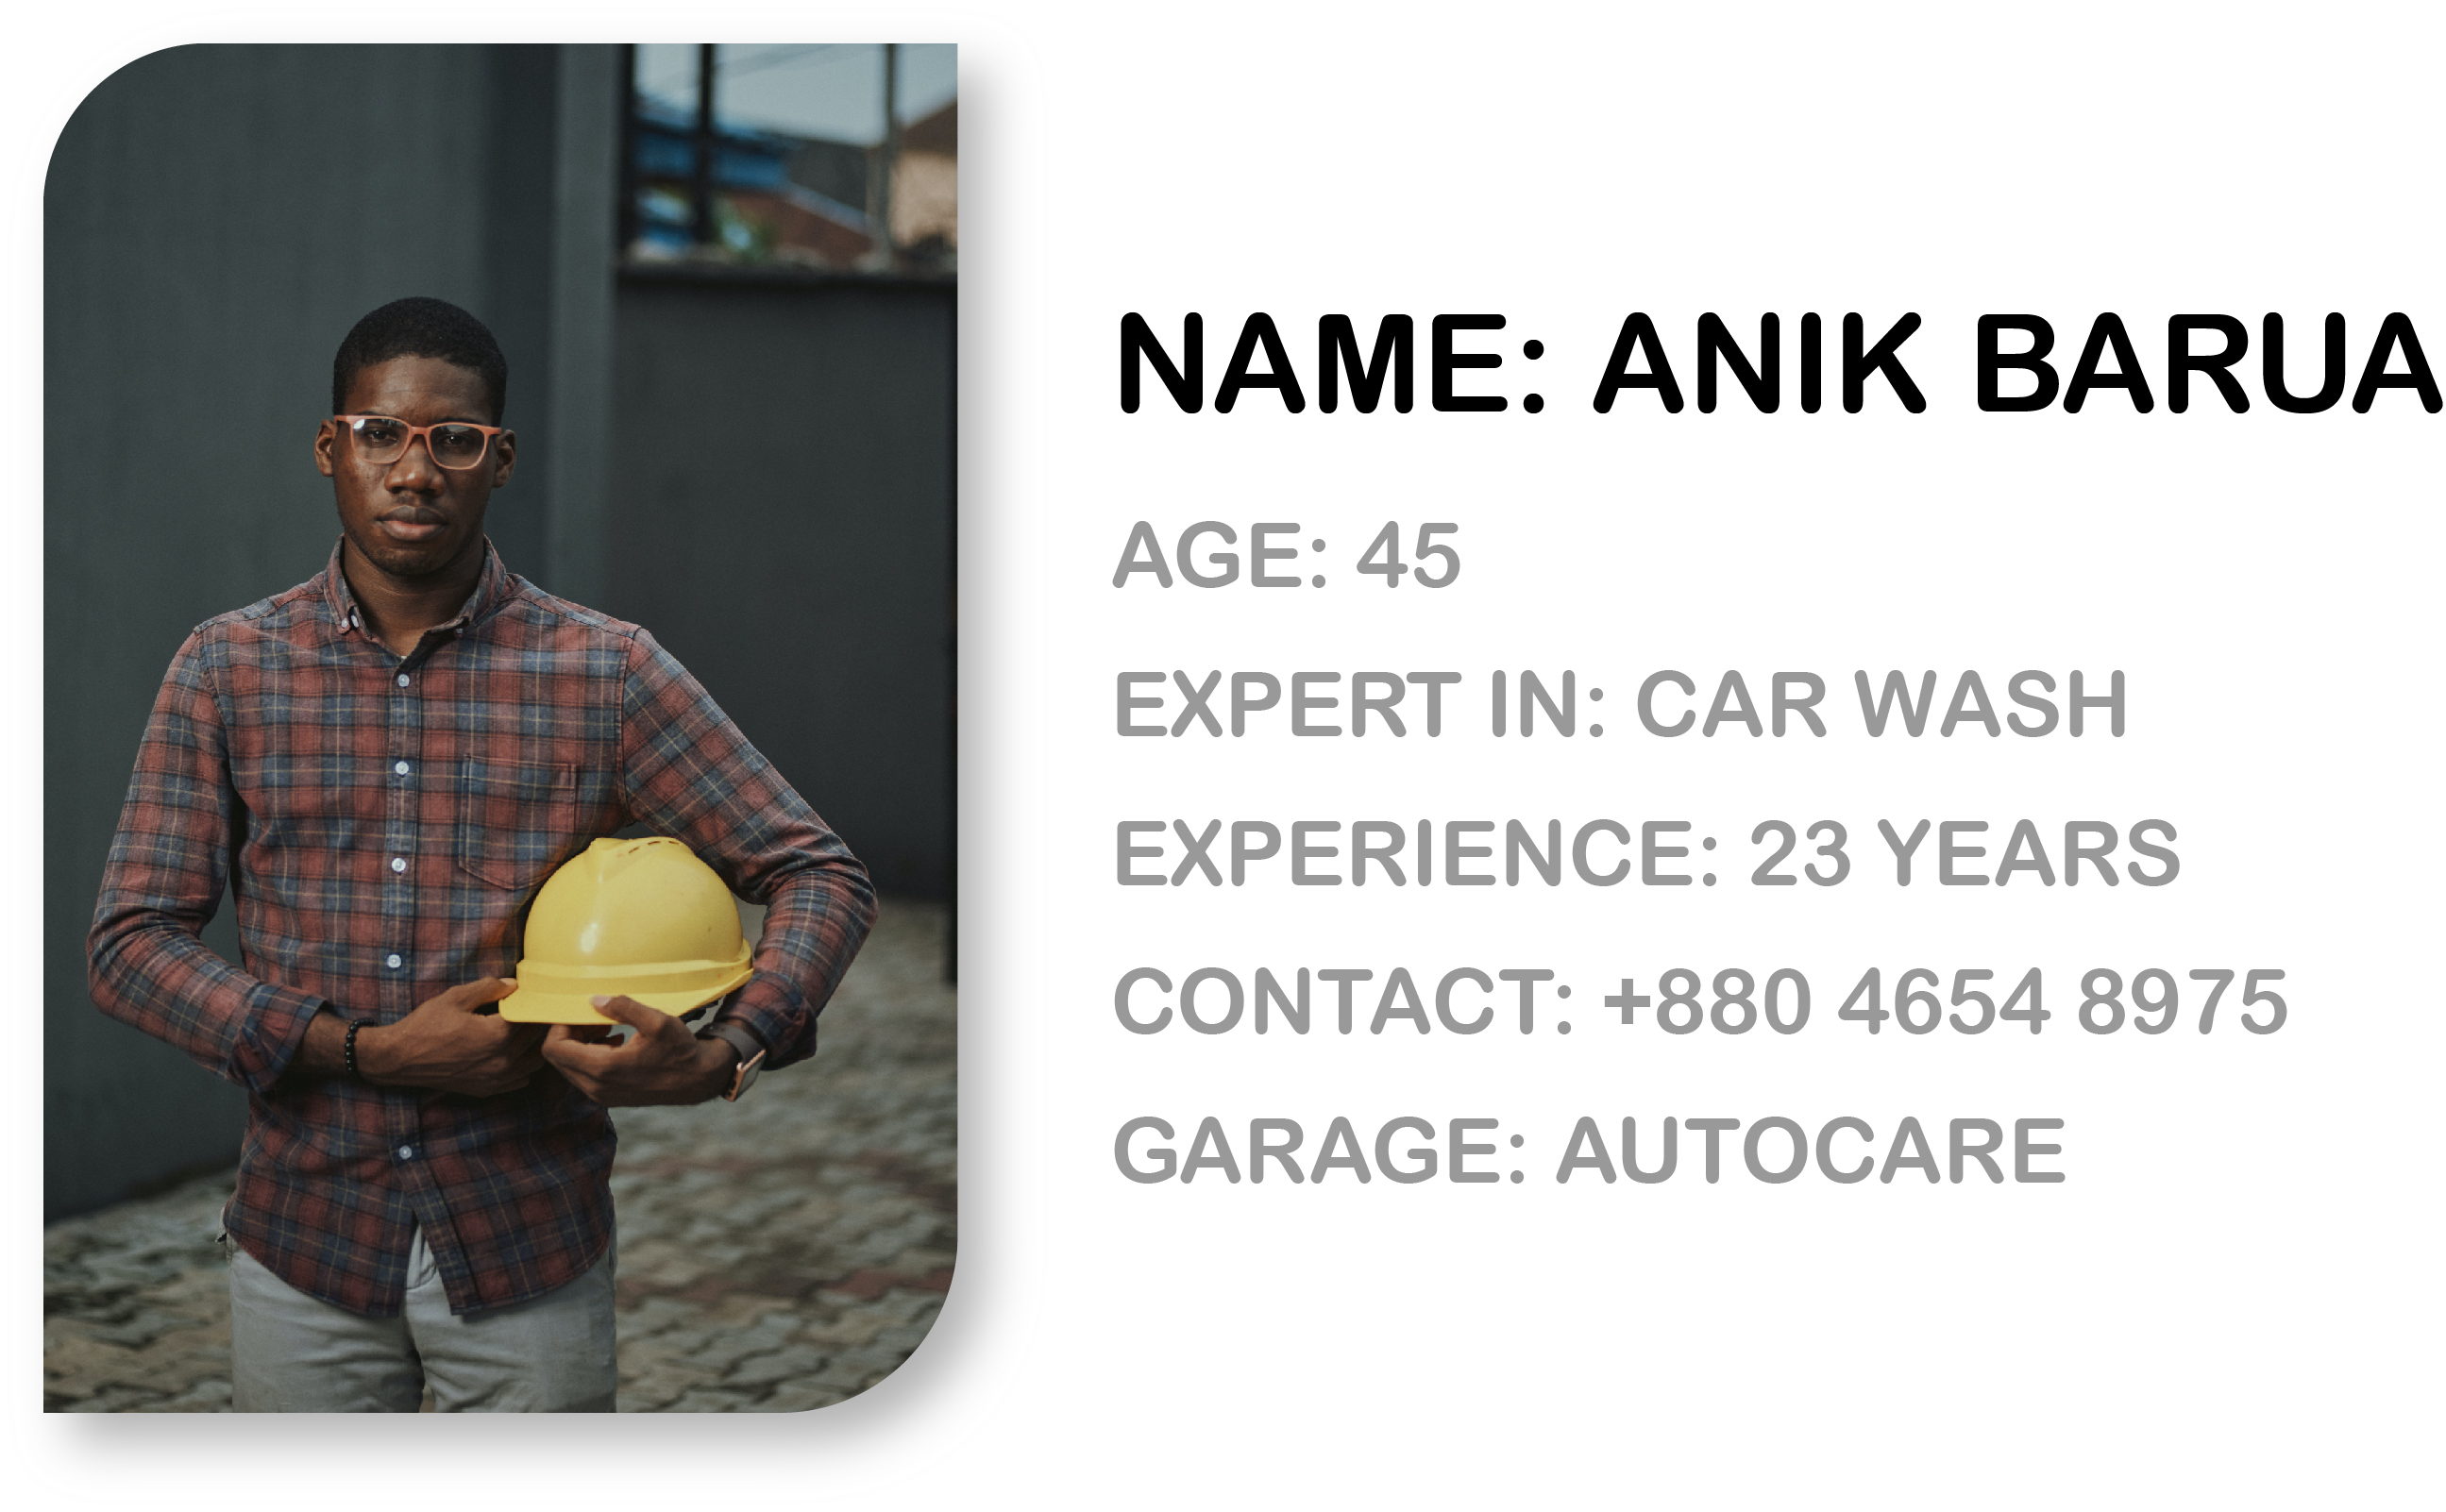 NAME: ANIK BARUA
AGE: 45
EXPERT IN: CAR WASH
EXPERIENCE: 23 YEARS
CONTACT: +880 4654 8975
GARAGE: AUTOCARE